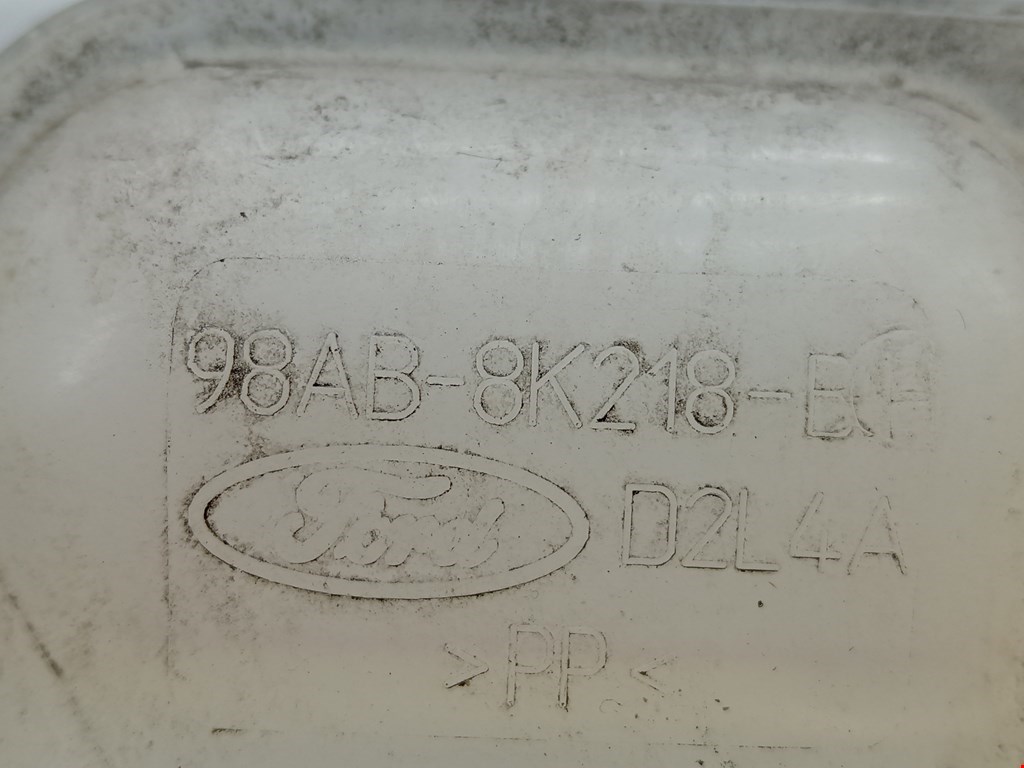 98AB-8K218-
Ford D2L4A
>PP<